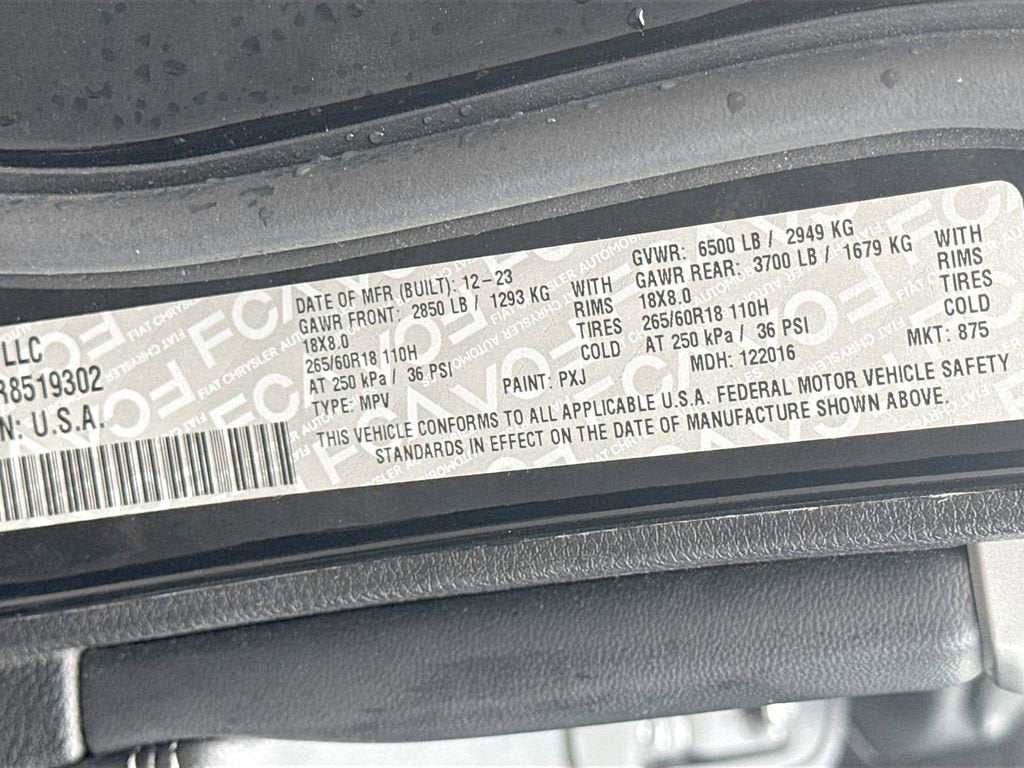 LLC
R8519302
N: U.S.A.
DATE OF MFR (BUILT): 12-23
GAWR FRONT: 2850 LB / 1293 KG WITH
18X8.0 RIMS
265/60R18 110H TIRES
AT 250 kPa / 36 PSI COLD
TYPE: MPV PAINT: PXJ
GVWR: 6500 LB / 2949 KG
GAWR REAR: 3700 LB / 1679 KG WITH
18X8.0 RIMS
265/60R18 110H TIRES
AT 250 kPa / 36 PSI COLD
MDH: 122016 MKT: 875
THIS VEHICLE CONFORMS TO ALL APPLICABLE U.S.A. FEDERAL MOTOR VEHICLE SAFETY
STANDARDS IN EFFECT ON THE DATE OF MANUFACTURE SHOWN ABOVE.